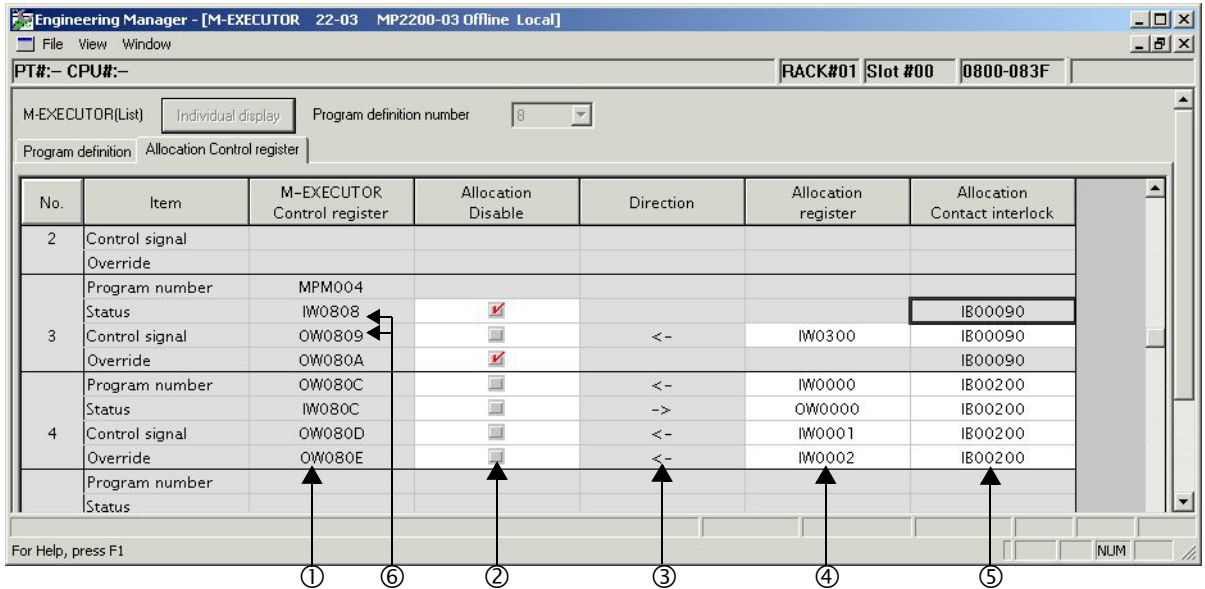 Engineering Manager - [M-EXECUTOR 22-03 MP2200-03 Offline Local]
File View Window
PT#:– CPU#:– RACK#01 Slot #00 0800-083F
M-EXECUTOR(List) Individual display Program definition number 8
Program definition Allocation Control register
No. Item M-EXECUTOR Control register Allocation Disable Direction Allocation register Allocation Contact interlock
2 Control signal
Override
Program number MPM004
Status IW0808 IB00090
3 Control signal OW0809 <- IW0300 IB00090
Override OW080A IB00090
Program number OW080C <- IW0000 IB00200
Status IW080C -> OW0000 IB00200
4 Control signal OW080D <- IW0001 IB00200
Override OW080E <- IW0002 IB00200
Program number
Status
For Help, press F1 NUM
① ⑥ ② ③ ④ ⑤